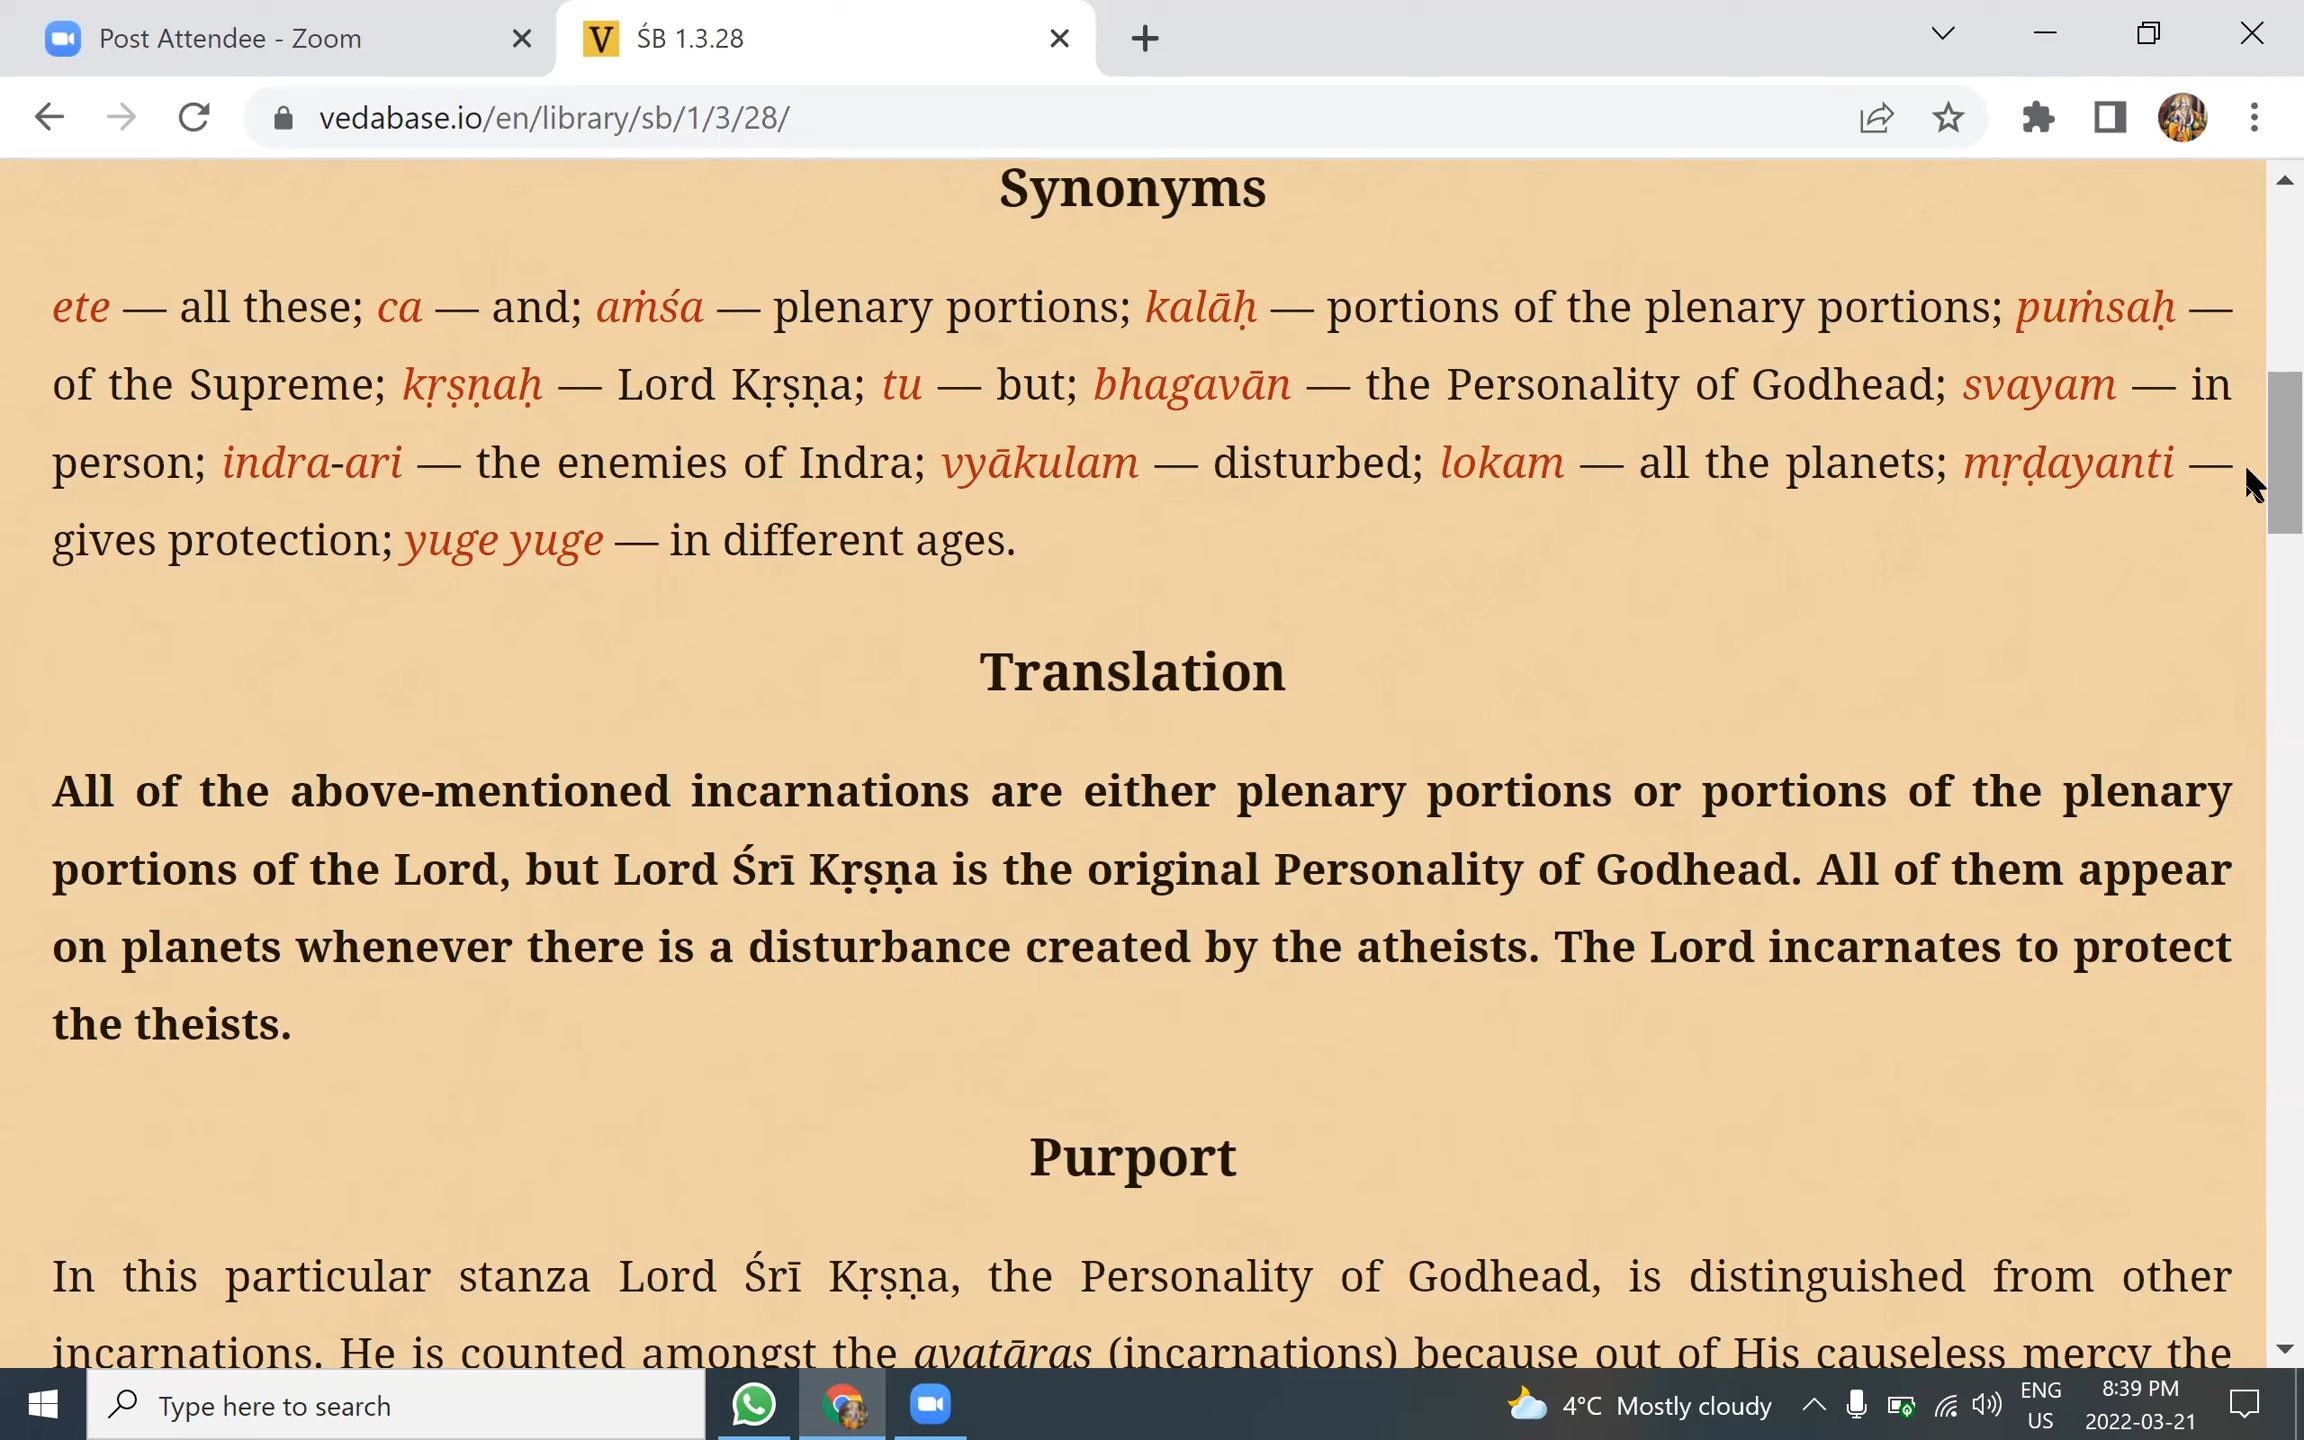 Post Attendee - Zoom
V ŚB 1.3.28
vedabase.io/en/library/sb/1/3/28/
Synonyms
ete — all these; ca — and; aṁśa — plenary portions; kalāḥ — portions of the plenary portions; puṁsaḥ —
of the Supreme; kṛṣṇaḥ — Lord Kṛṣṇa; tu — but; bhagavān — the Personality of Godhead; svayam — in
person; indra-ari — the enemies of Indra; vyākulam — disturbed; lokam — all the planets; mṛḍayanti —
gives protection; yuge yuge — in different ages.
Translation
All of the above-mentioned incarnations are either plenary portions or portions of the plenary
portions of the Lord, but Lord Śrī Kṛṣṇa is the original Personality of Godhead. All of them appear
on planets whenever there is a disturbance created by the atheists. The Lord incarnates to protect
the theists.
Purport
In this particular stanza Lord Śrī Kṛṣṇa, the Personality of Godhead, is distinguished from other
incarnations. He is counted amongst the avatāras (incarnations) because out of His causeless mercy the
Type here to search
4°C Mostly cloudy
ENG
US
8:39 PM
2022-03-21